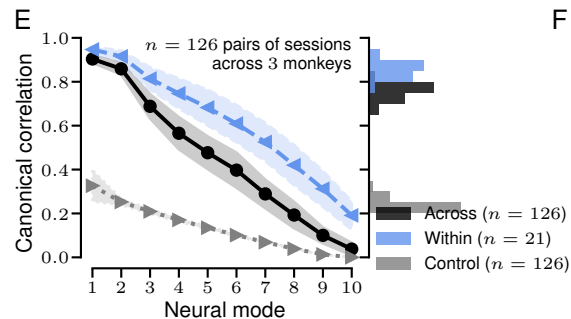 E
F
n = 126 pairs of sessions
across 3 monkeys
Canonical correlation
1.0
0.8
0.6
0.4
0.2
0.0
1 2 3 4 5 6 7 8 9 10
Neural mode
Across (n = 126)
Within (n = 21)
Control (n = 126)